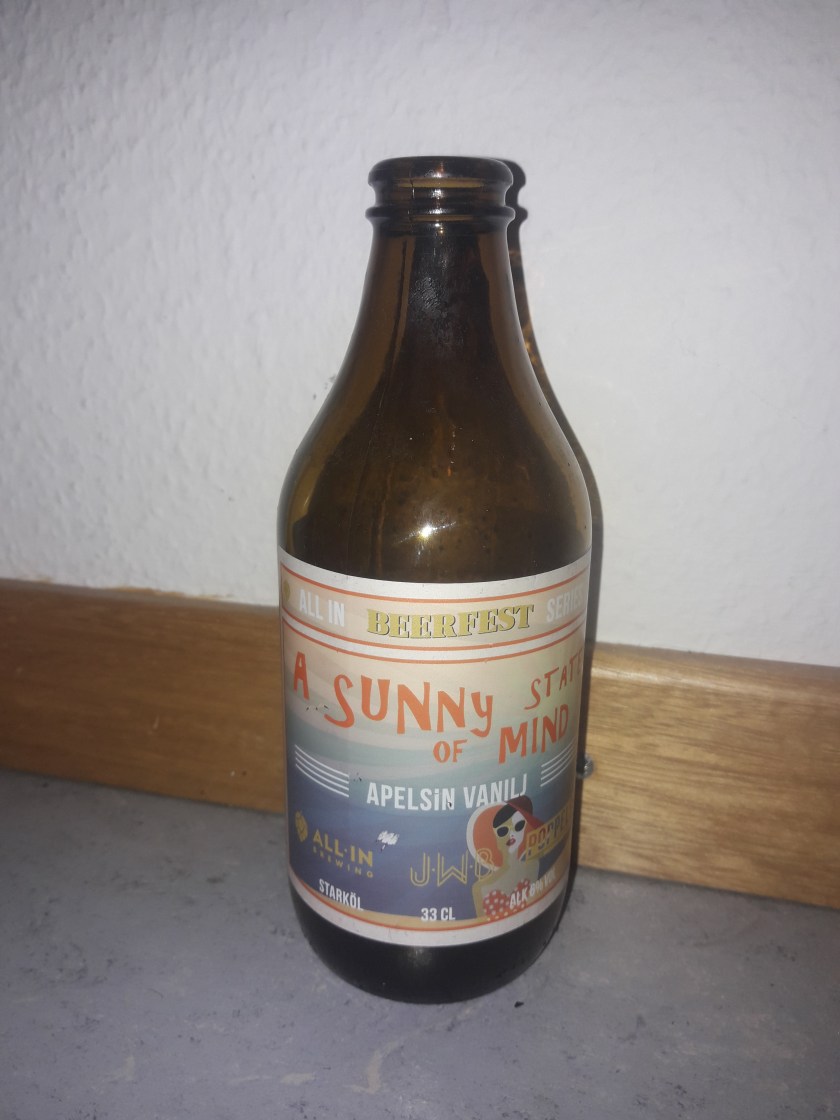 ALL IN BEERFEST SERIES
A SUNNY STATE
OF MIND
APELSiN VANILJ
ALL·IN
BREWING
J·W·B
STARKÖL
33 CL